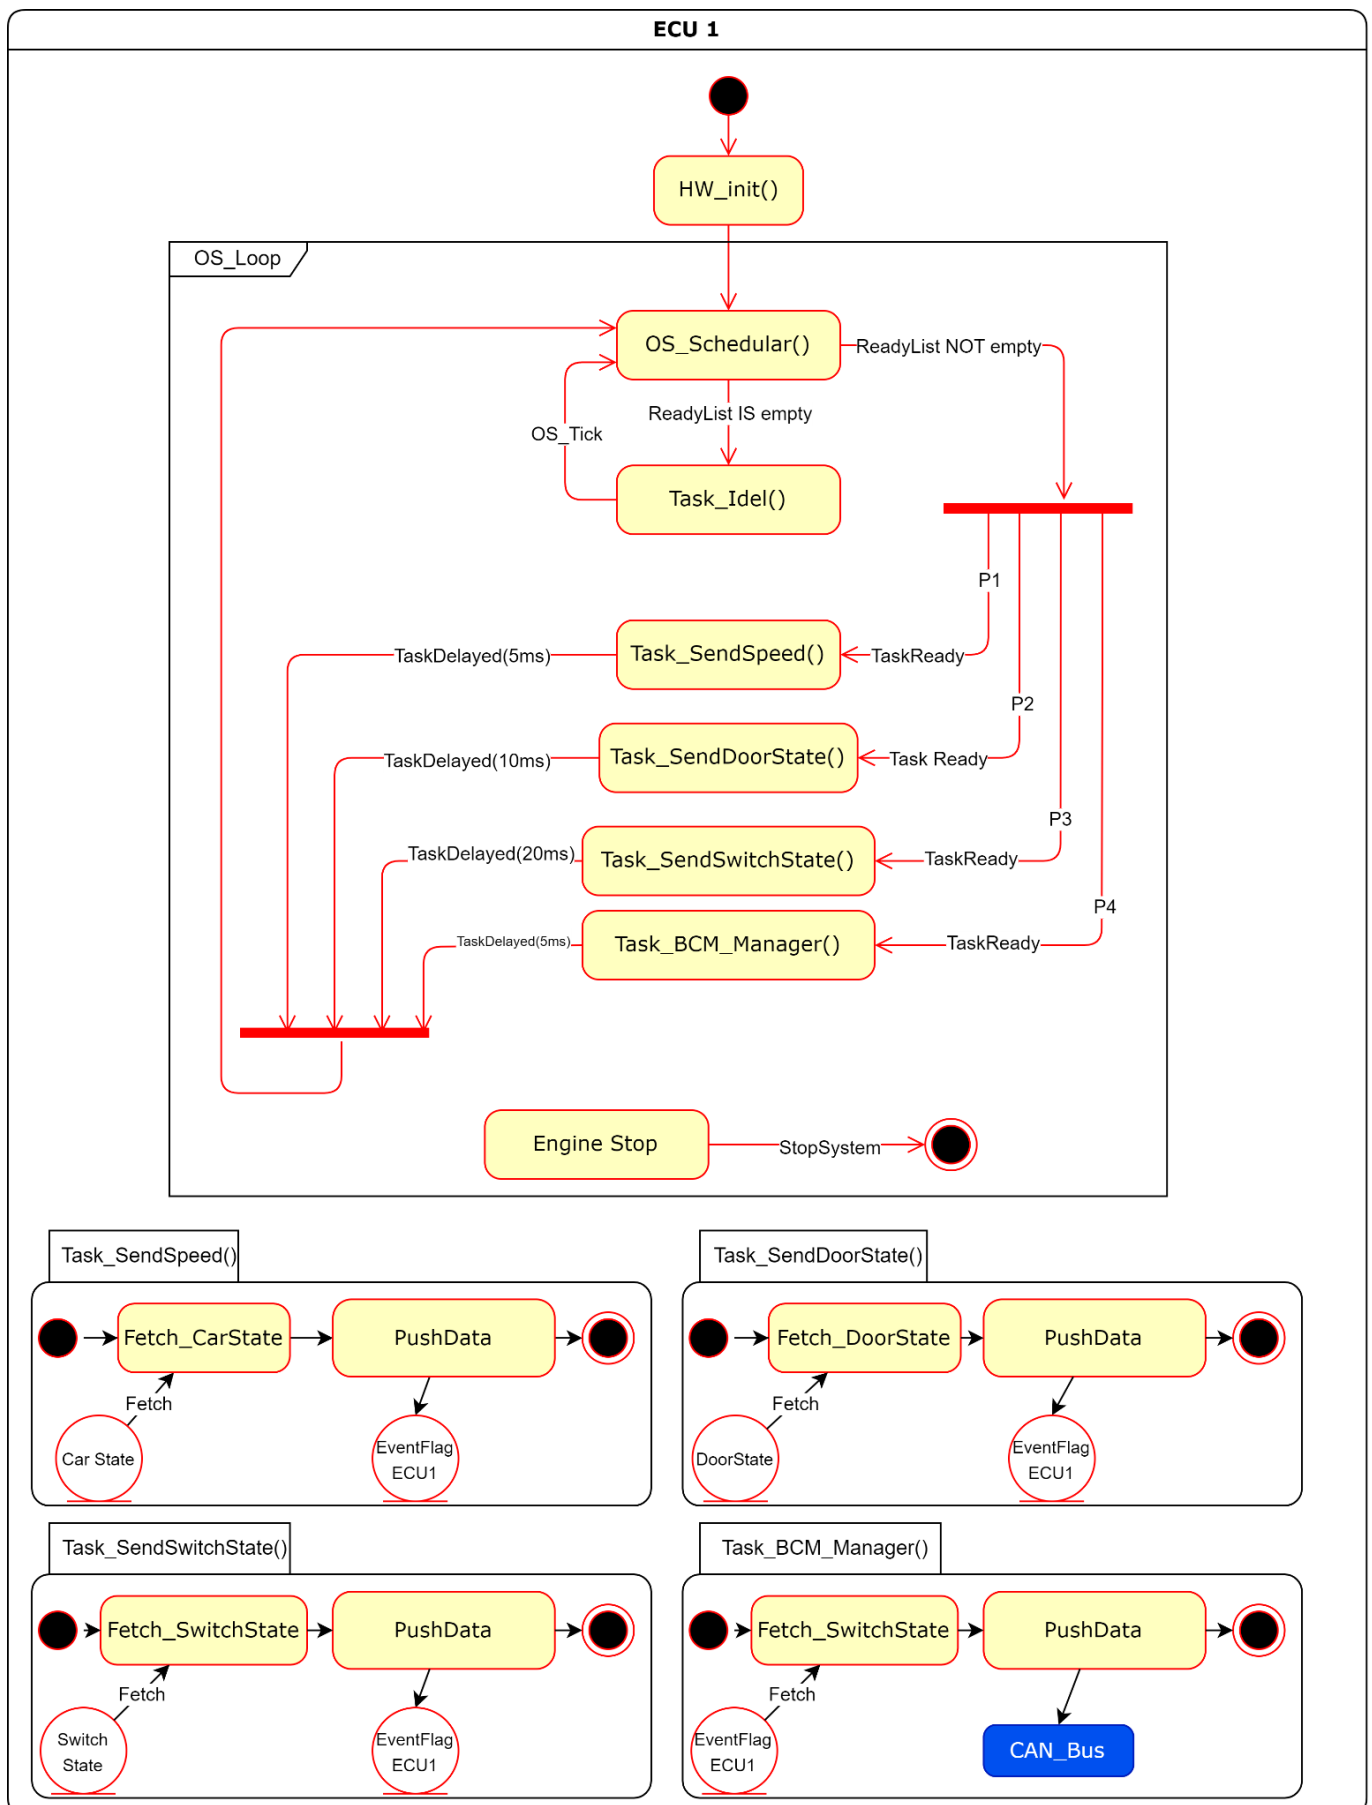 ECU 1
HW_init()
OS_Loop
OS_Schedular()
ReadyList NOT empty
ReadyList IS empty
OS_Tick
Task_Idel()
P1
Task_SendSpeed()
TaskDelayed(5ms)
TaskReady
P2
Task_SendDoorState()
TaskDelayed(10ms)
Task Ready
P3
TaskDelayed(20ms)
Task_SendSwitchState()
TaskReady
P4
TaskDelayed(5ms)
Task_BCM_Manager()
TaskReady
Engine Stop
StopSystem
Task_SendSpeed()
Fetch_CarState
PushData
Fetch
Car State
EventFlag
ECU1
Task_SendDoorState()
Fetch_DoorState
PushData
Fetch
DoorState
EventFlag
ECU1
Task_SendSwitchState()
Fetch_SwitchState
PushData
Fetch
Switch
State
EventFlag
ECU1
Task_BCM_Manager()
Fetch_SwitchState
PushData
Fetch
EventFlag
ECU1
CAN_Bus